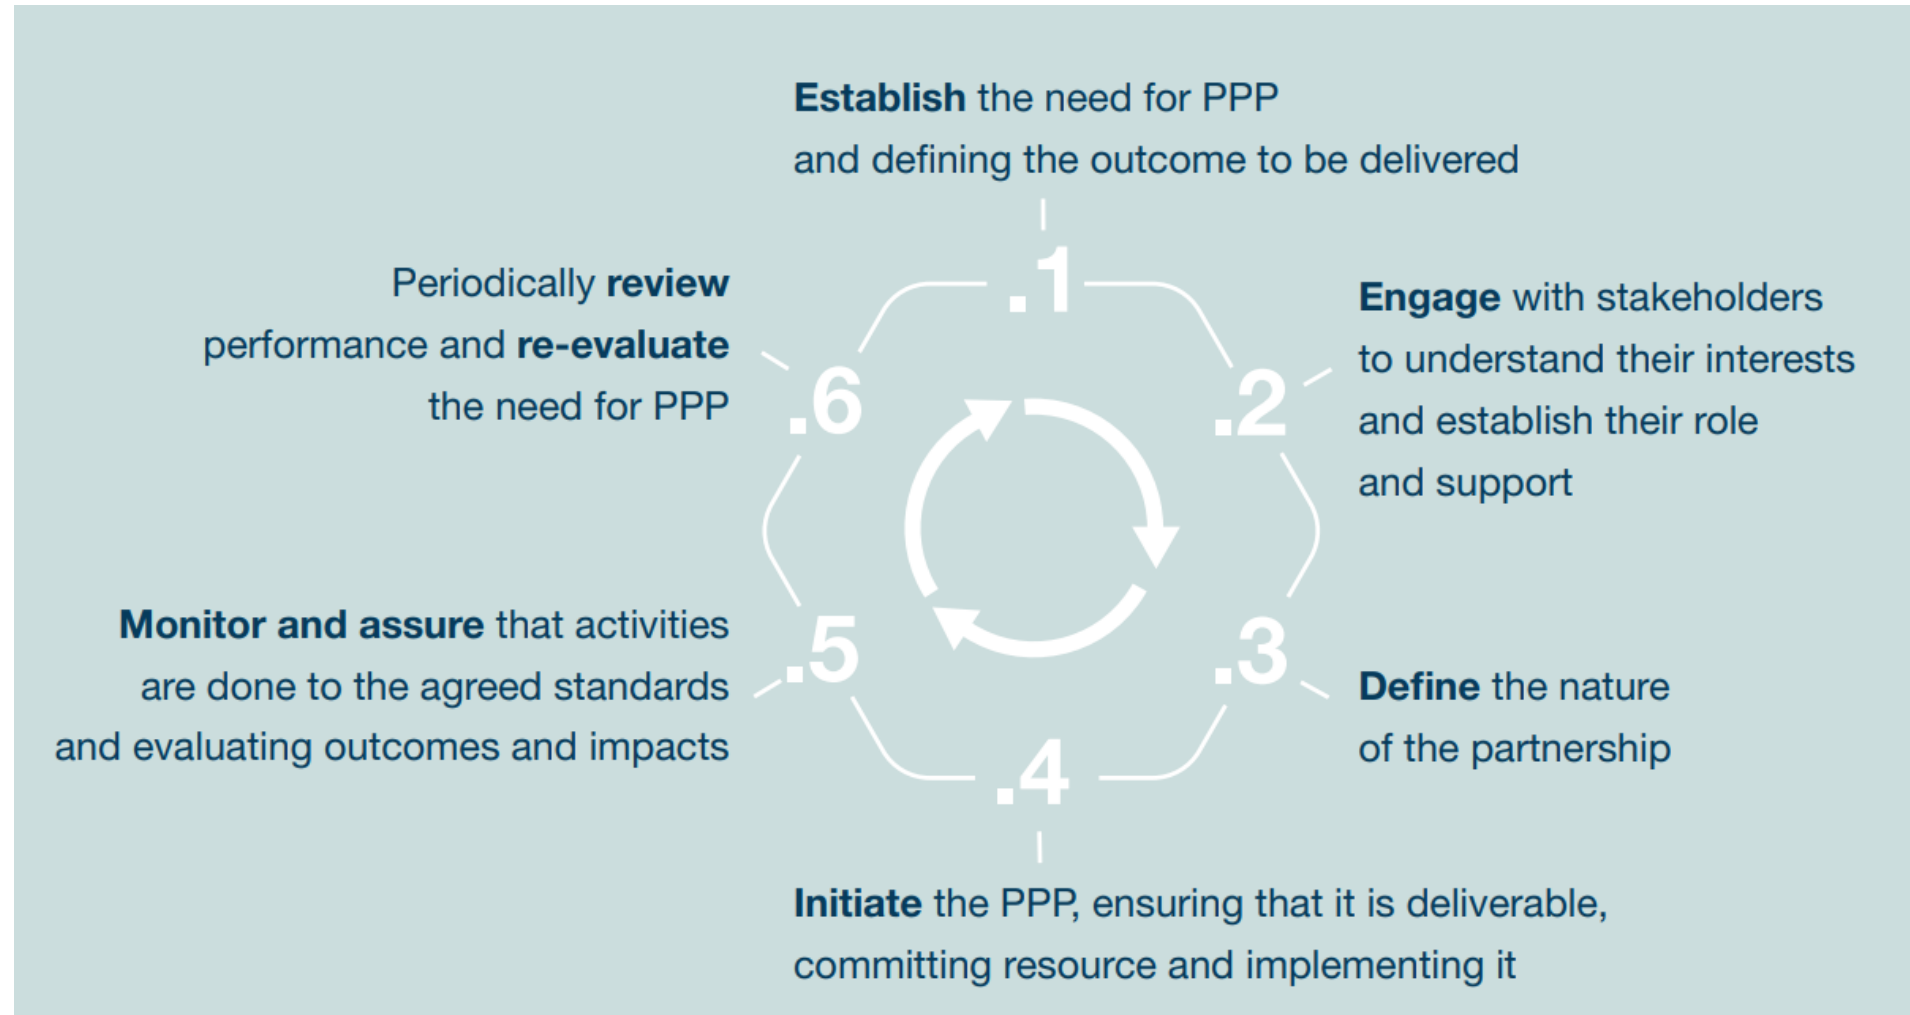 Establish the need for PPP
and defining the outcome to be delivered
.1
.2
Engage with stakeholders
to understand their interests
and establish their role
and support
.3
Define the nature
of the partnership
.4
Initiate the PPP, ensuring that it is deliverable,
committing resource and implementing it
.5
Monitor and assure that activities
are done to the agreed standards
and evaluating outcomes and impacts
.6
Periodically review
performance and re-evaluate
the need for PPP